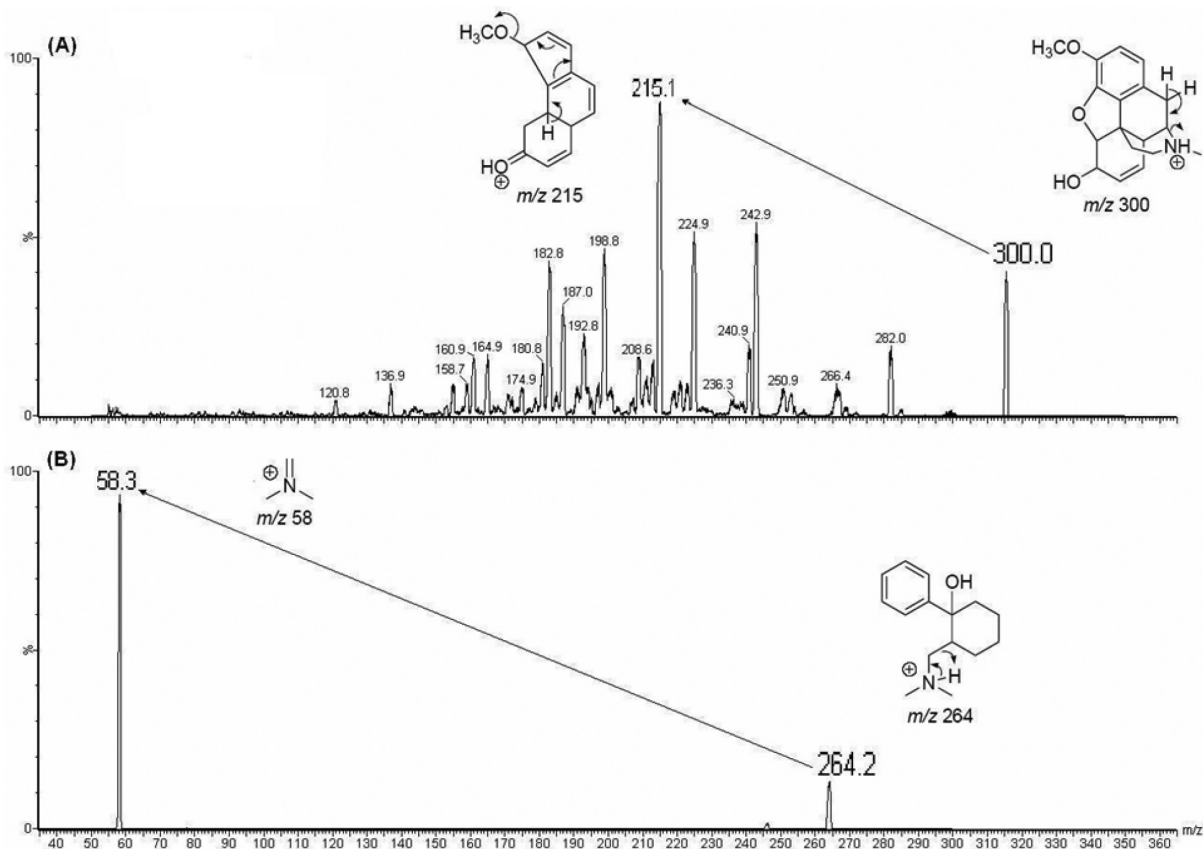 (A)
100
%
0
H₃CO
H
HO
⊕
m/z 215
H₃CO
H
H
O
HO
NH
⊕
m/z 300
215.1
300.0
120.8
136.9
158.7
160.9
164.9
174.9
180.8
182.8
187.0
192.8
198.8
208.6
224.9
236.3
240.9
242.9
250.9
266.4
282.0
(B)
100
%
0
58.3
⊕
N
m/z 58
OH
⊕
N
H
m/z 264
264.2
40 50 60 70 80 90 100 110 120 130 140 150 160 170 180 190 200 210 220 230 240 250 260 270 280 290 300 310 320 330 340 350 360 m/z